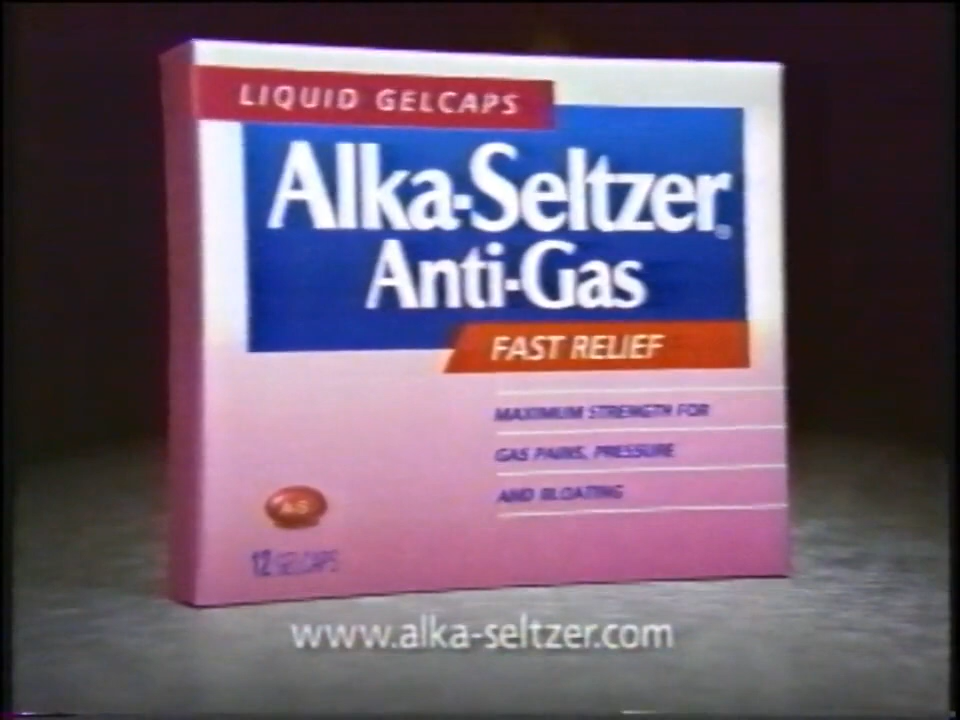 LIQUID GELCAPS
Alka-Seltzer®
Anti-Gas
FAST RELIEF
MAXIMUM STRENGTH FOR
GAS PAINS, PRESSURE
AND BLOATING
AS
12 GELCAPS
www.alka-seltzer.com